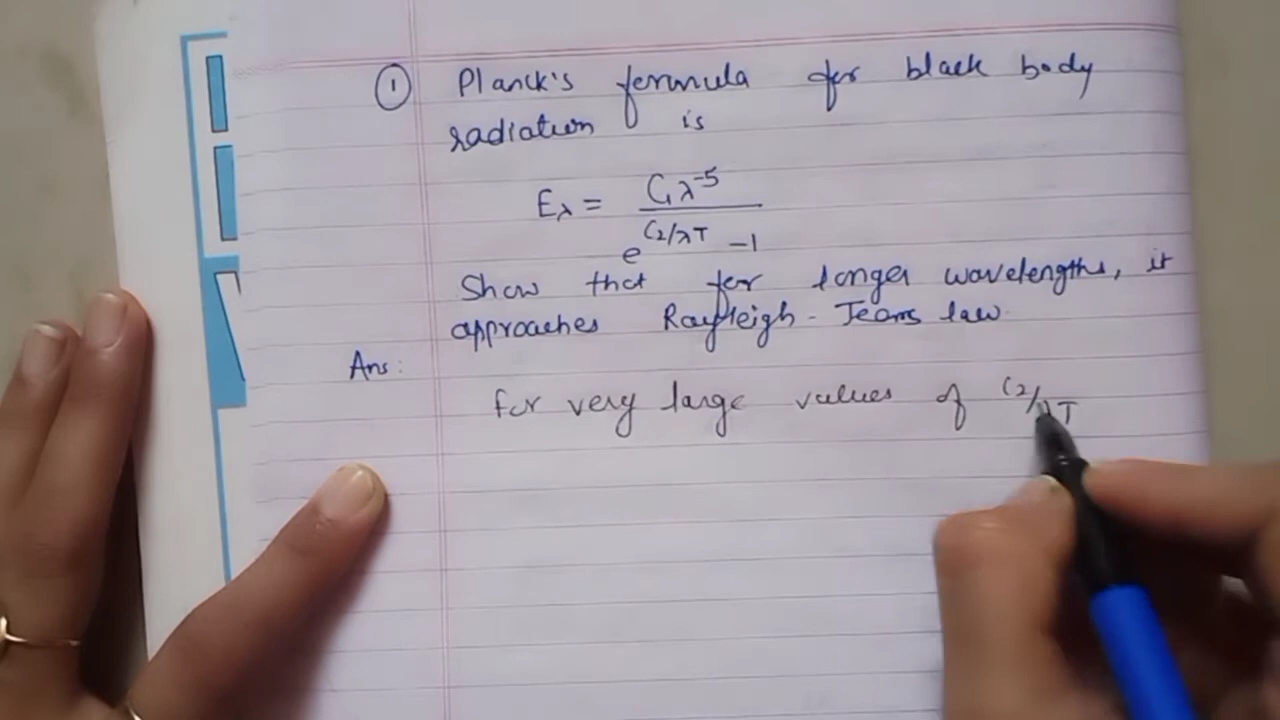 ① Planck's formula for black body
radiation is
Eλ = C₁λ⁻⁵ / e^(C₂/λT) - 1
Show that for longer wavelengths, it
approaches Rayleigh - Jeans law.
Ans:
For very large values of C₂/λT